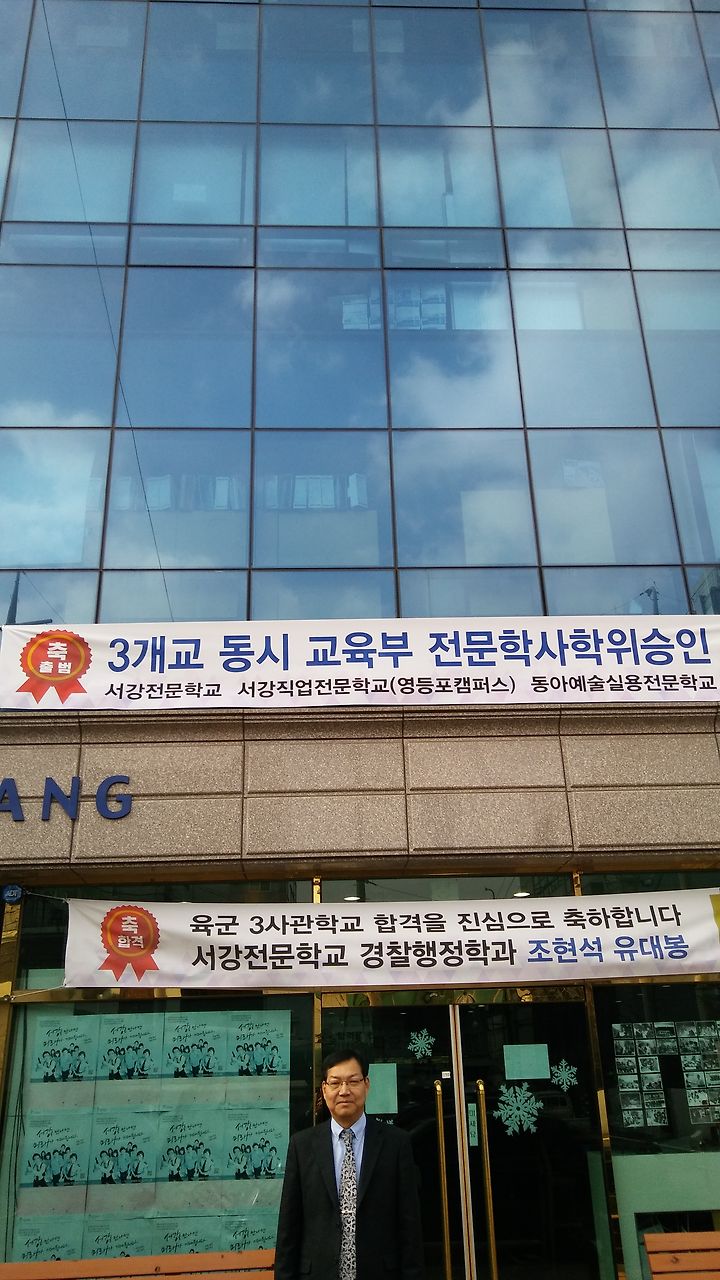 축
출범
3개교 동시 교육부 전문학사학위승인
서강전문학교 서강직업전문학교(영등포캠퍼스) 동아예술실용전문학교
ANG
ADT
축
합격
육군 3사관학교 합격을 진심으로 축하합니다
서강전문학교 경찰행정학과 조현석 유대봉